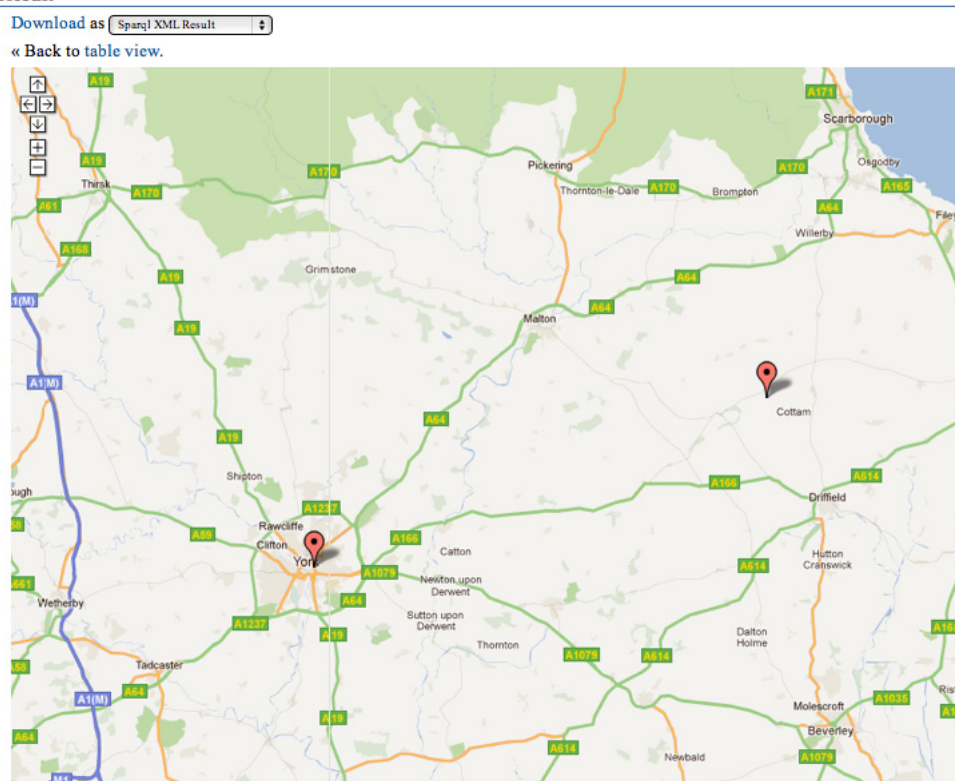 Download as Sparql XML Result
« Back to table view.
A19
A171
Scarborough
A19
Pickering
A170
Osgodby
Thirsk
A170
A170
Thornton-le-Dale
A170
Brompton
A165
A61
A64
Filey
Willerby
A168
Grimstone
A19
A64
1(M)
A64
Malton
A19
A1(M)
Cottam
A64
A19
Shipton
A166
A614
ough
Driffield
A1237
Rawcliffe
A59
Clifton
A166
Catton
York
Hutton
Cranswick
A1079
A614
Newton upon
Derwent
A661
Wetherby
A64
Sutton upon
Derwent
A1237
A19
Dalton
Holme
Thornton
A1079
A614
Tadcaster
A64
A1(M)
A1035
Molescroft
A19
Beverley
A64
A614
Newbald
A1079
M1